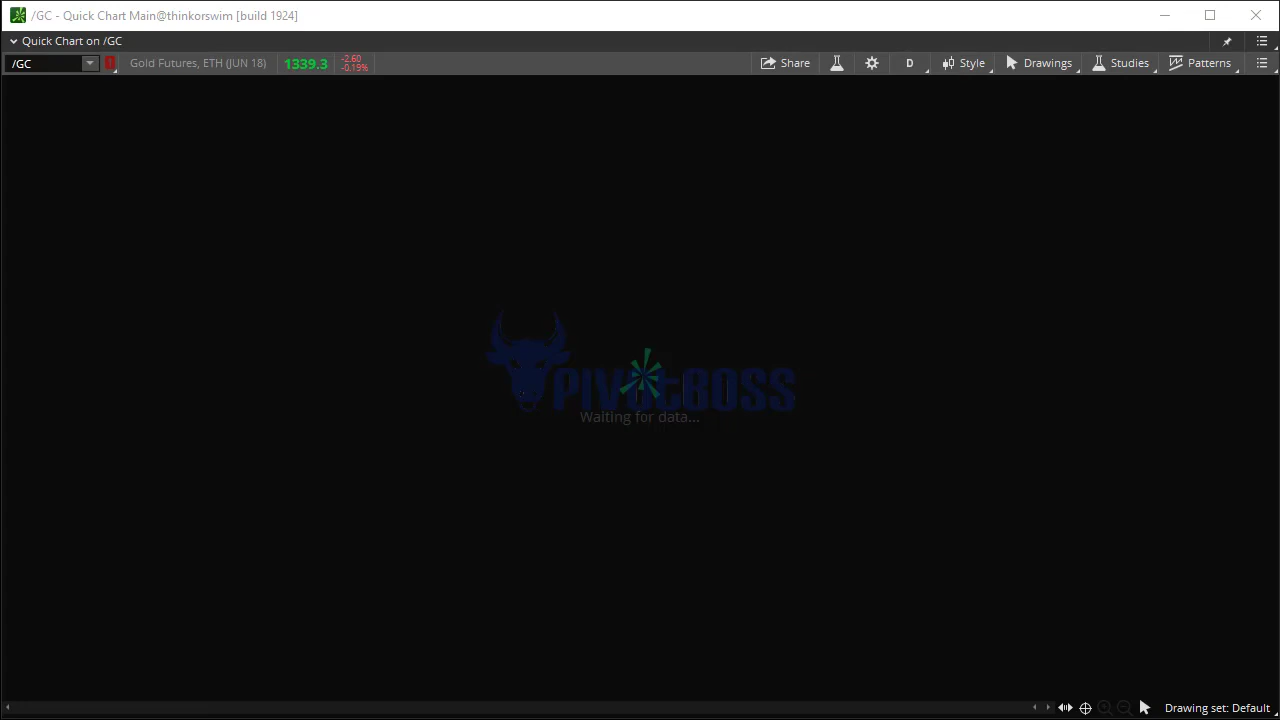 /GC - Quick Chart Main@thinkorswim [build 1924]
Quick Chart on /GC
/GC Gold Futures, ETH (JUN 18) 1339.3 -2.60 -0.19% Share D Style Drawings Studies Patterns
PIVOtBOSS
Waiting for data...
Drawing set: Default